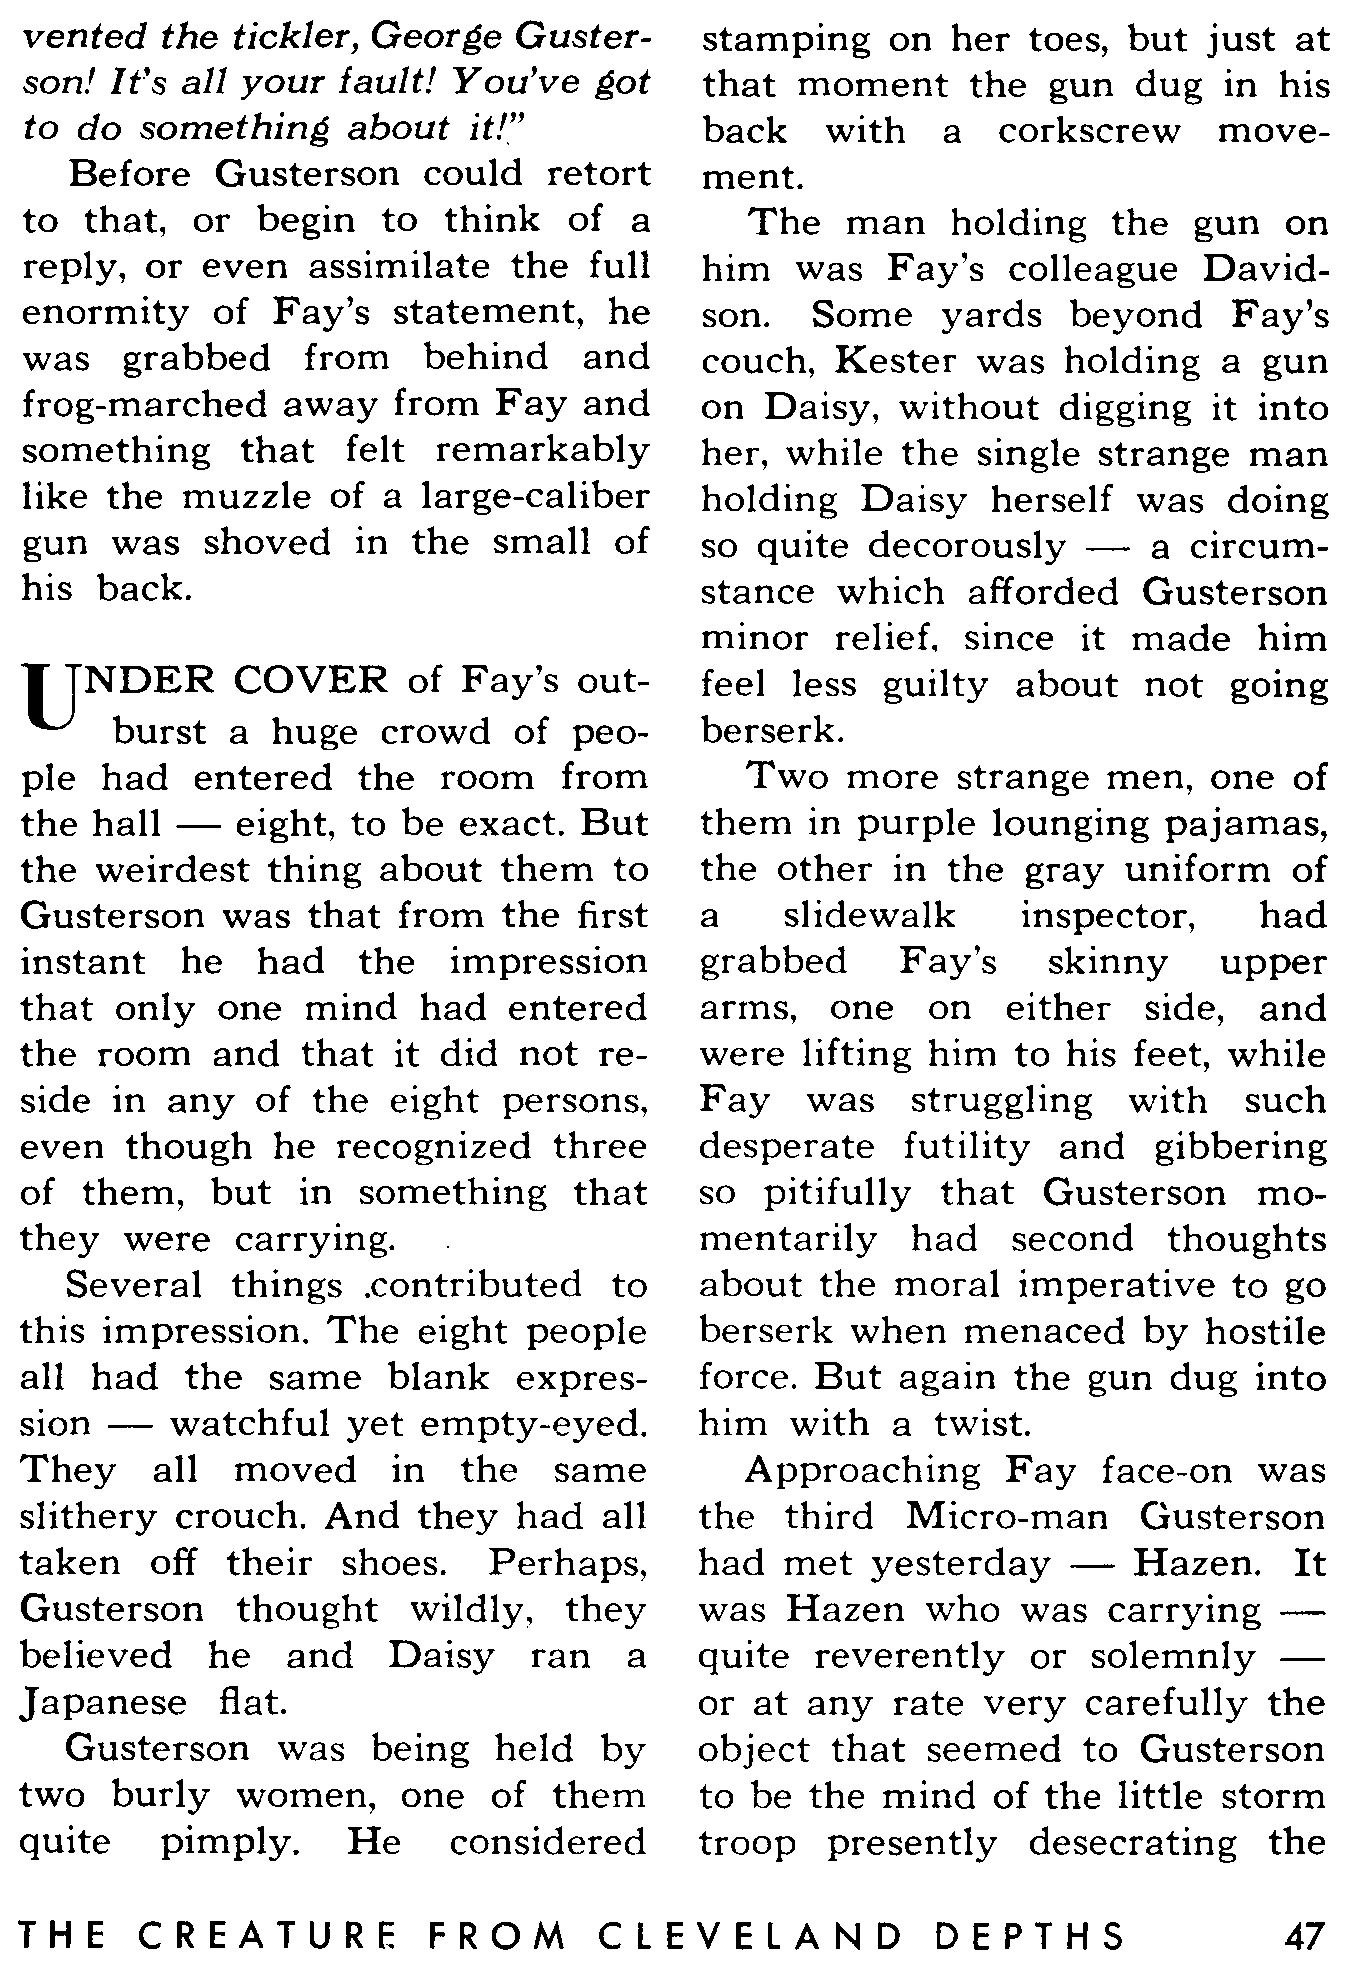 vented the tickler, George Guster-
son! It's all your fault! You've got
to do something about it!"
Before Gusterson could retort
to that, or begin to think of a
reply, or even assimilate the full
enormity of Fay's statement, he
was grabbed from behind and
frog-marched away from Fay and
something that felt remarkably
like the muzzle of a large-caliber
gun was shoved in the small of
his back.
UNDER COVER of Fay's out-
burst a huge crowd of peo-
ple had entered the room from
the hall — eight, to be exact. But
the weirdest thing about them to
Gusterson was that from the first
instant he had the impression
that only one mind had entered
the room and that it did not re-
side in any of the eight persons,
even though he recognized three
of them, but in something that
they were carrying.
Several things .contributed to
this impression. The eight people
all had the same blank expres-
sion — watchful yet empty-eyed.
They all moved in the same
slithery crouch. And they had all
taken off their shoes. Perhaps,
Gusterson thought wildly, they
believed he and Daisy ran a
Japanese flat.
Gusterson was being held by
two burly women, one of them
quite pimply. He considered
stamping on her toes, but just at
that moment the gun dug in his
back with a corkscrew move-
ment.
The man holding the gun on
him was Fay's colleague David-
son. Some yards beyond Fay's
couch, Kester was holding a gun
on Daisy, without digging it into
her, while the single strange man
holding Daisy herself was doing
so quite decorously — a circum-
stance which afforded Gusterson
minor relief, since it made him
feel less guilty about not going
berserk.
Two more strange men, one of
them in purple lounging pajamas,
the other in the gray uniform of
a slidewalk inspector, had
grabbed Fay's skinny upper
arms, one on either side, and
were lifting him to his feet, while
Fay was struggling with such
desperate futility and gibbering
so pitifully that Gusterson mo-
mentarily had second thoughts
about the moral imperative to go
berserk when menaced by hostile
force. But again the gun dug into
him with a twist.
Approaching Fay face-on was
the third Micro-man Gusterson
had met yesterday — Hazen. It
was Hazen who was carrying —
quite reverently or solemnly —
or at any rate very carefully the
object that seemed to Gusterson
to be the mind of the little storm
troop presently desecrating the
THE CREATURE FROM CLEVELAND DEPTHS 47